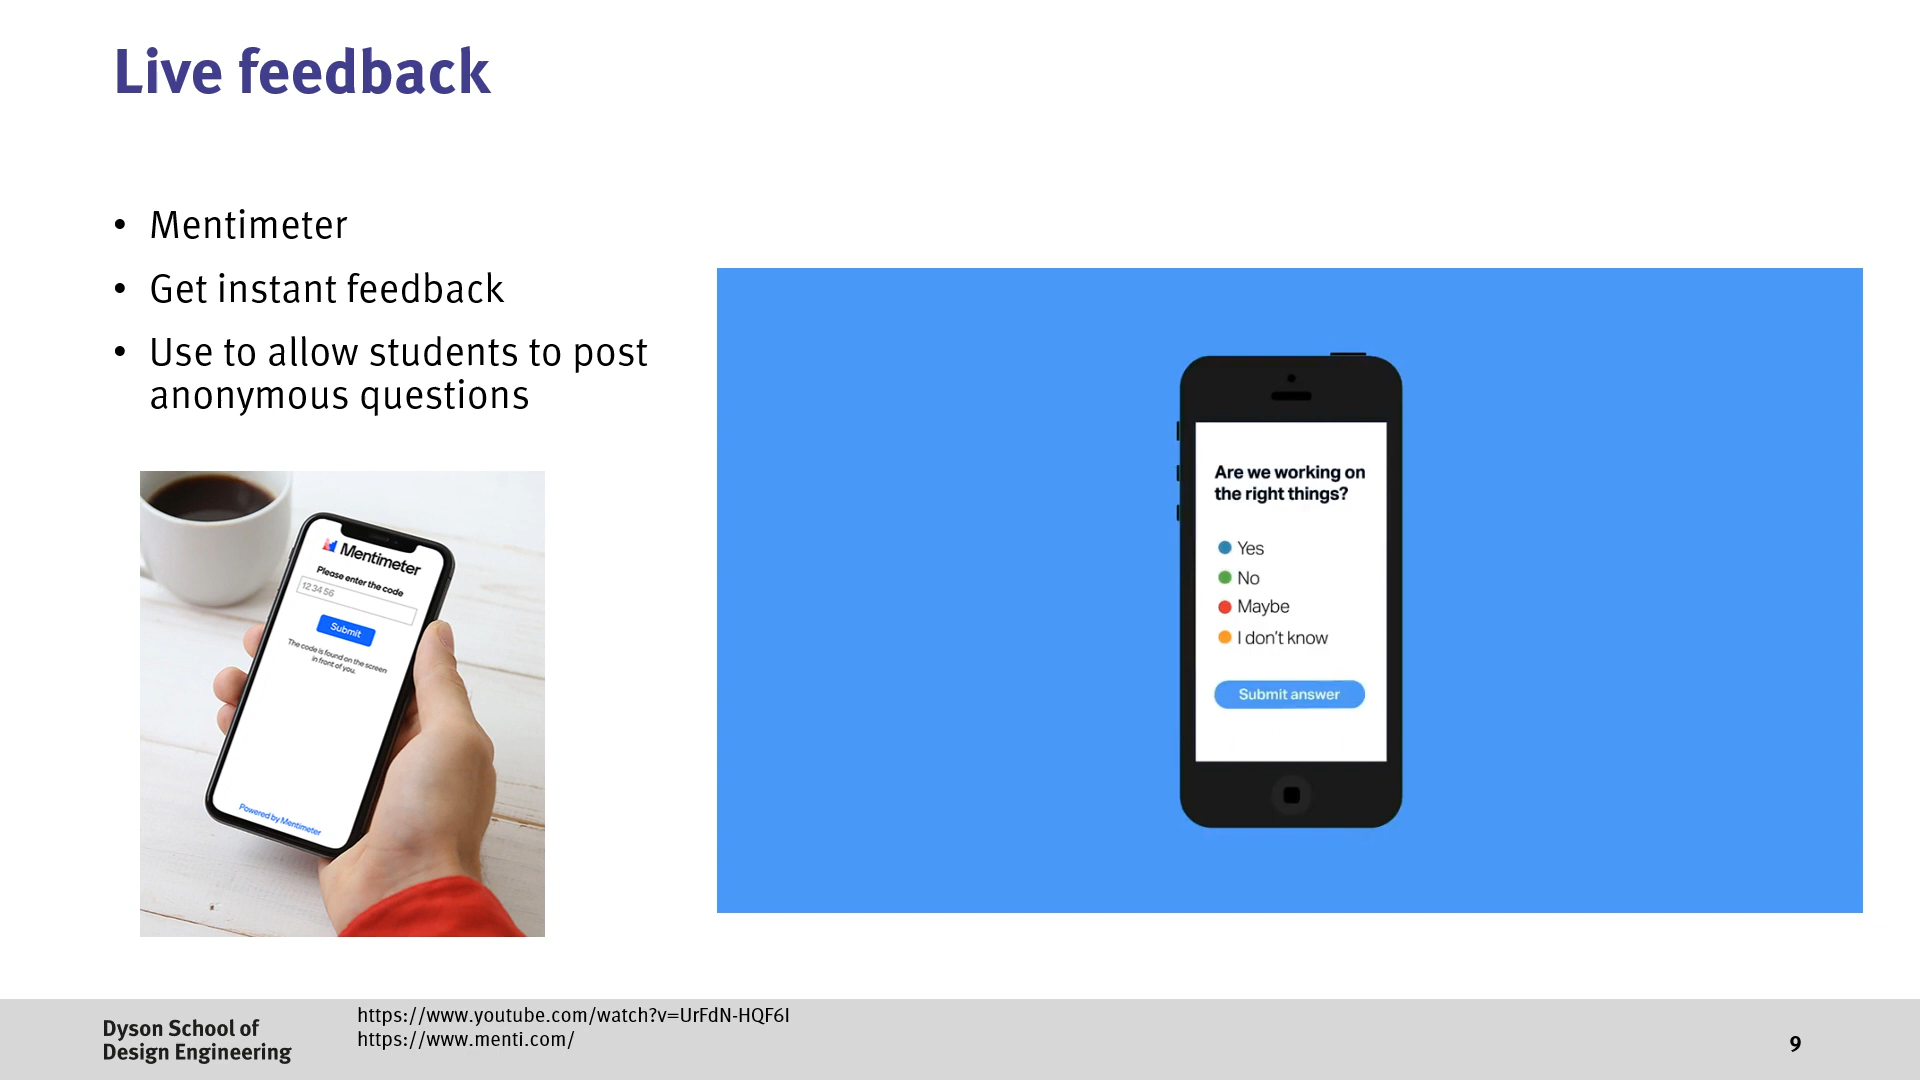 Live feedback
• Mentimeter
• Get instant feedback
• Use to allow students to post
anonymous questions
Mentimeter
Please enter the code
12 34 56
Submit
The code is found on the screen
in front of you.
Powered by Mentimeter
Are we working on
the right things?
Yes
No
Maybe
I don't know
Submit answer
Dyson School of
Design Engineering
https://www.youtube.com/watch?v=UrFdN-HQF6I
https://www.menti.com/
9